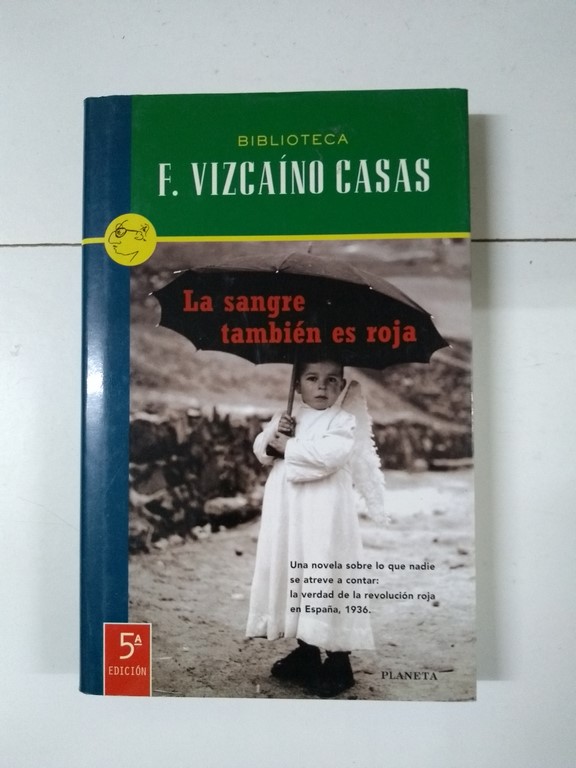 BIBLIOTECA
F. VIZCAÍNO CASAS
La sangre
también es roja
Una novela sobre lo que nadie
se atreve a contar:
la verdad de la revolución roja
en España, 1936.
5ª
EDICIÓN
PLANETA